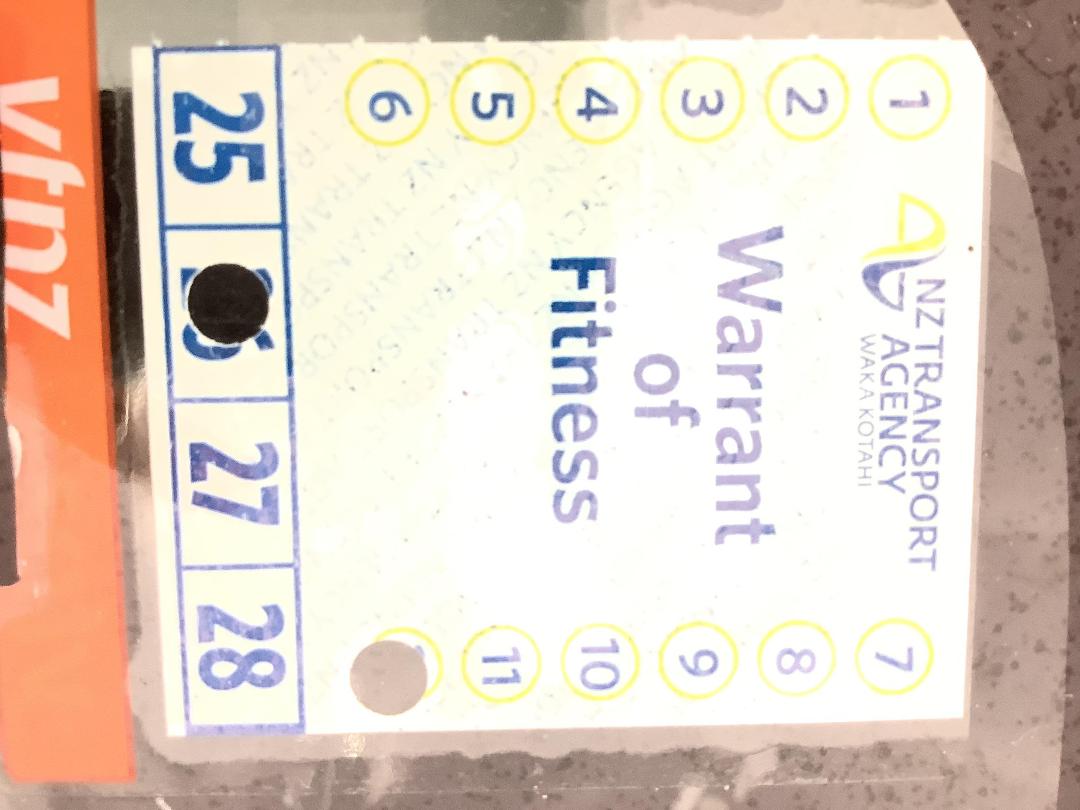 NZ TRANSPORT
AGENCY
WAKA KOTAHI
1
7
2
8
3
9
4
10
5
11
6
Warrant
of
Fitness
25
27
28
vtnz